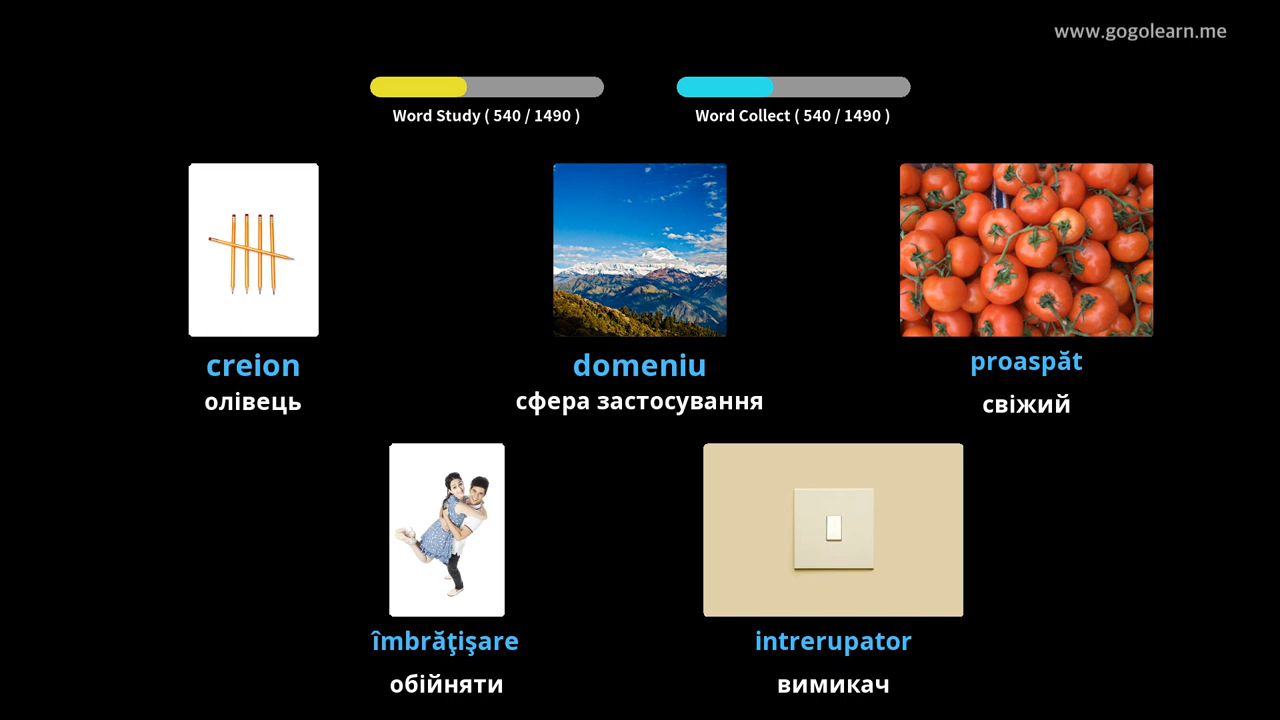 www.gogolearn.me
Word Study ( 540 / 1490 )
Word Collect ( 540 / 1490 )
creion
олівець
domeniu
сфера застосування
proaspăt
свіжий
îmbrăţişare
обійняти
intrerupator
вимикач